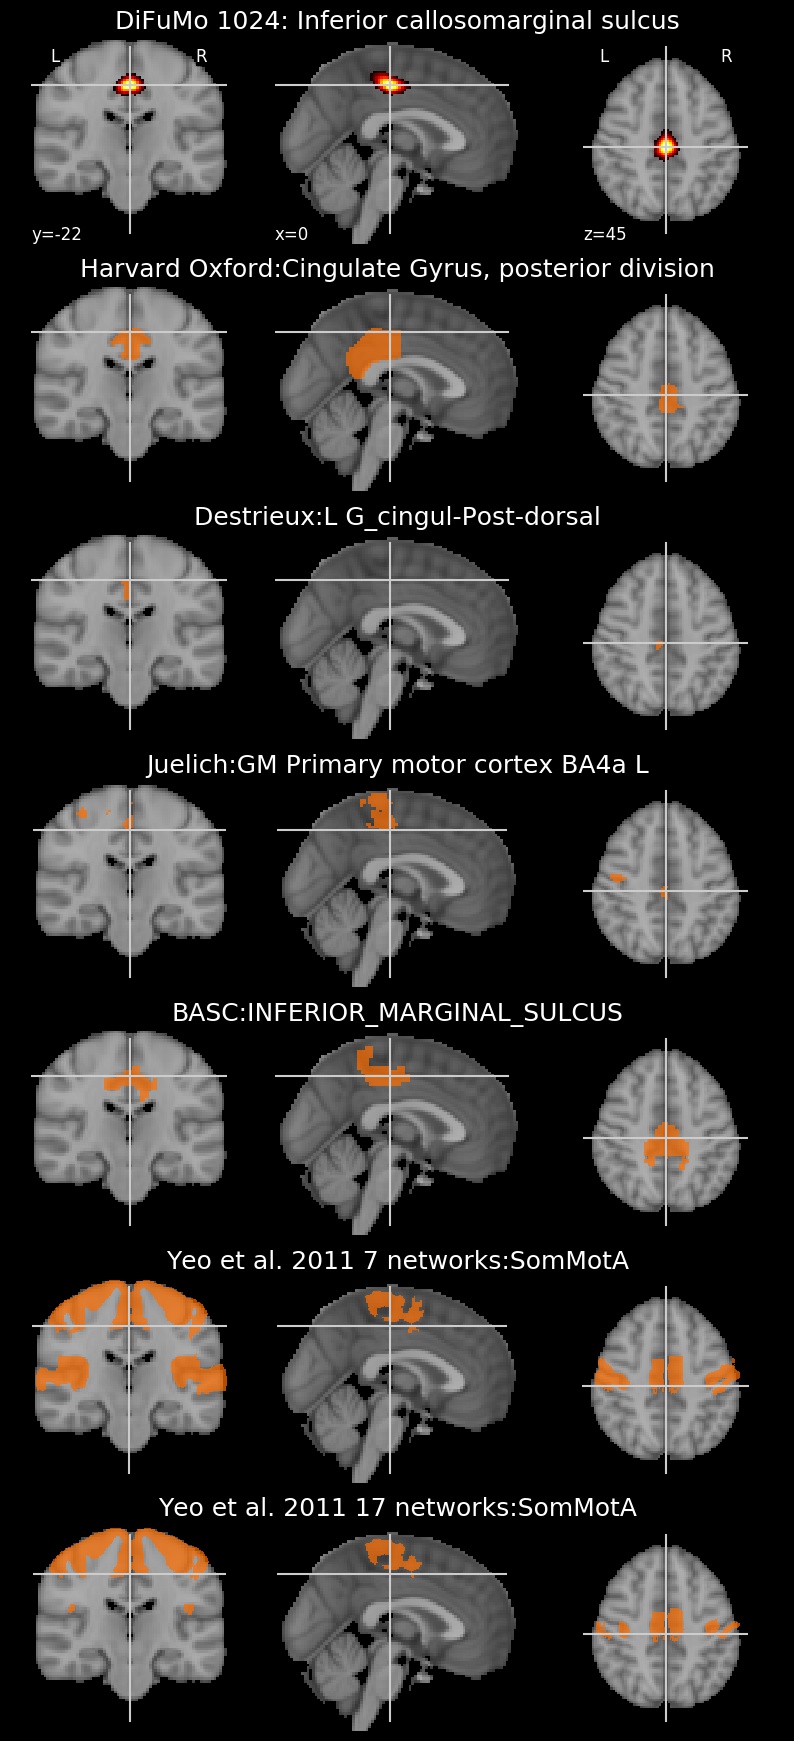 DiFuMo 1024: Inferior callosomarginal sulcus
L R L R
y=-22 x=0 z=45
Harvard Oxford:Cingulate Gyrus, posterior division
Destrieux:L G_cingul-Post-dorsal
Juelich:GM Primary motor cortex BA4a L
BASC:INFERIOR_MARGINAL_SULCUS
Yeo et al. 2011 7 networks:SomMotA
Yeo et al. 2011 17 networks:SomMotA